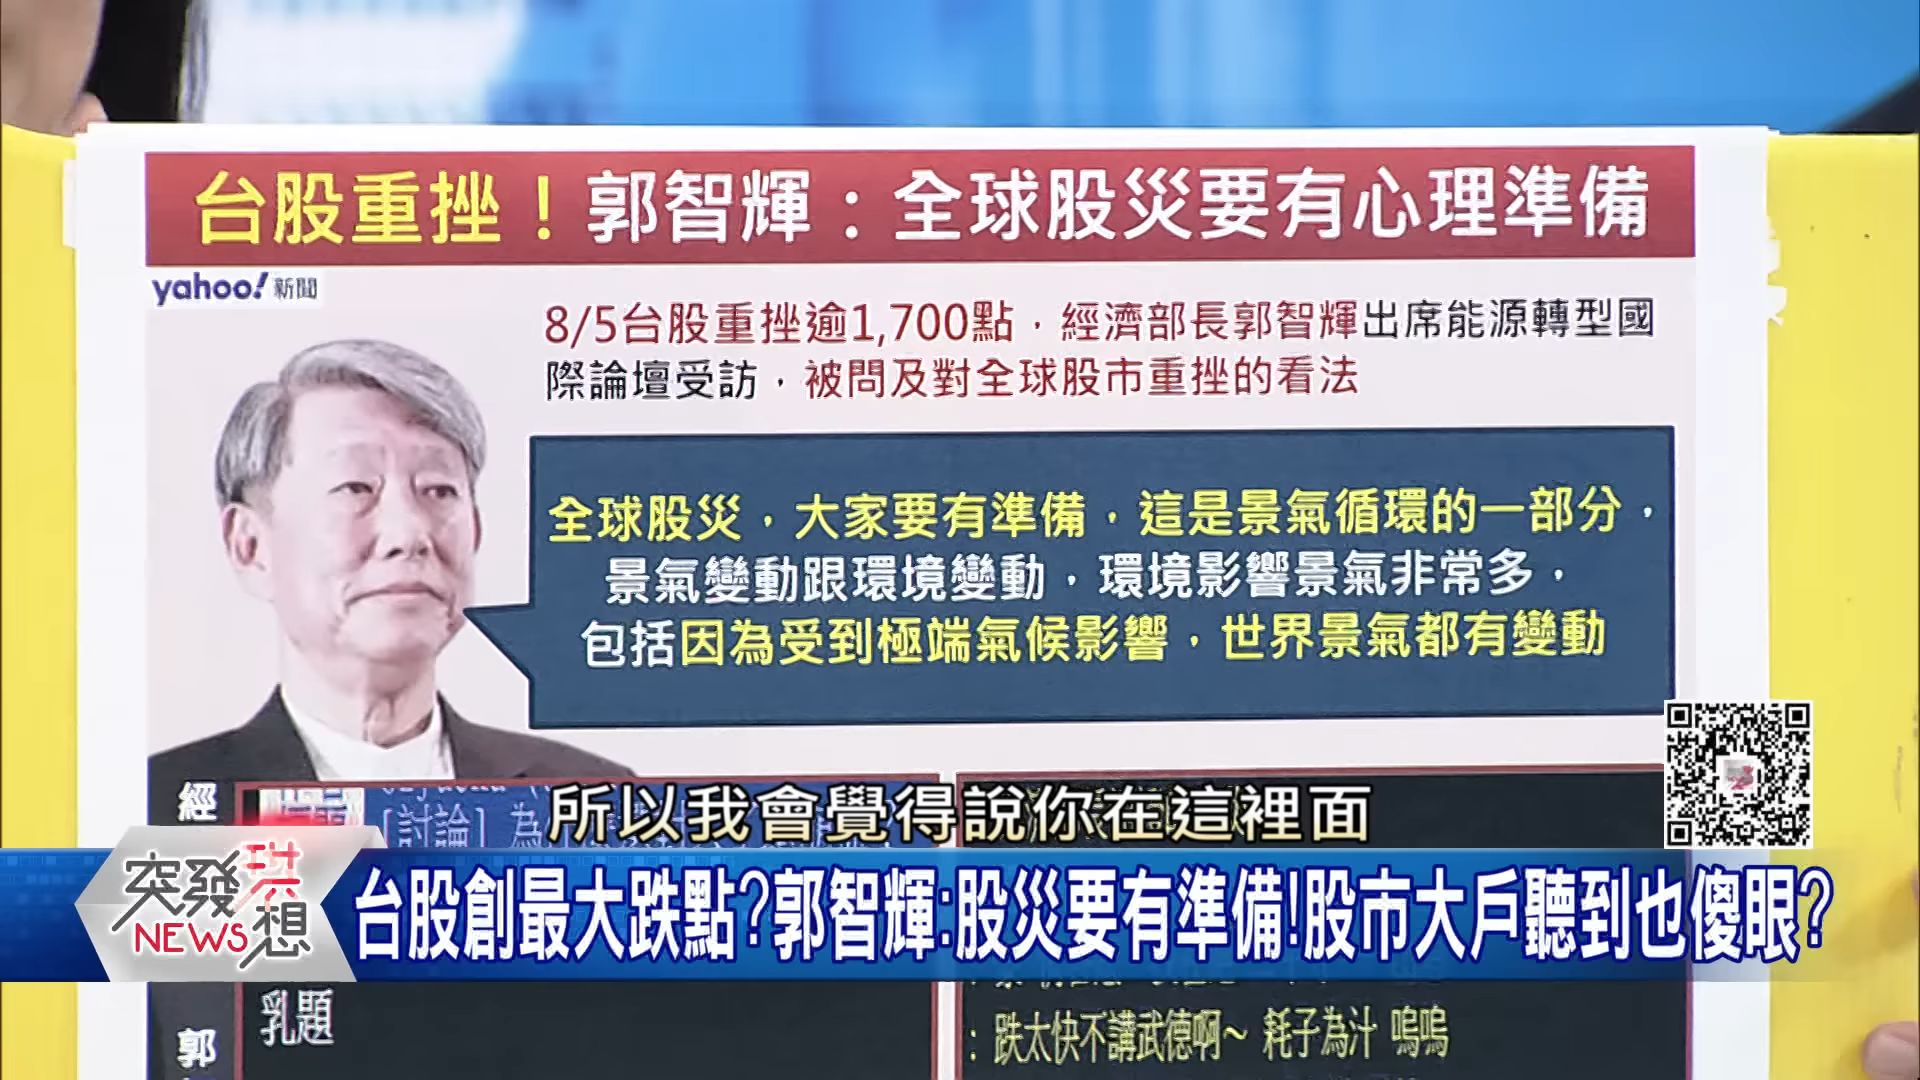 台股重挫！郭智輝：全球股災要有心理準備
yahoo!新聞
8/5台股重挫逾1,700點，經濟部長郭智輝出席能源轉型國
際論壇受訪，被問及對全球股市重挫的看法
全球股災，大家要有準備，這是景氣循環的一部分，
景氣變動跟環境變動，環境影響景氣非常多，
包括因為受到極端氣候影響，世界景氣都有變動
經
[討論] 為
所以我會覺得說你在這裡面
突發琪想
NEWS
台股創最大跌點?郭智輝:股災要有準備!股市大戶聽到也傻眼?
乳題
郭
: 跌太快不講武德啊~ 耗子為汁 嗚嗚